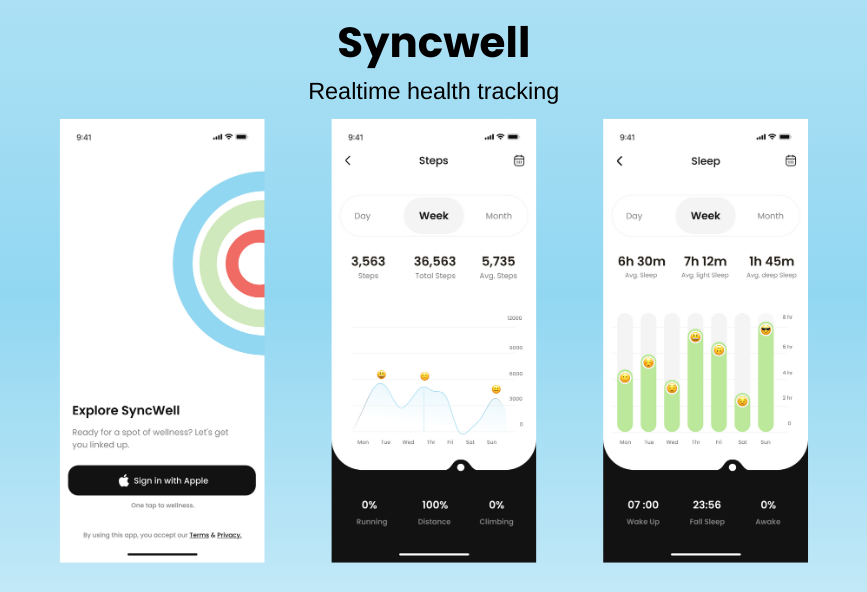 Syncwell
Realtime health tracking
9:41
Explore SyncWell
Ready for a spot of wellness? Let's get
you linked up.
Sign in with Apple
One tap to wellness.
By using this app, you accept our Terms & Privacy.
9:41
Steps
Day Week Month
3,563 36,563 5,735
Steps Total Steps Avg. Steps
12000
9000
6000
3000
0
Mon Tue Wed Thr Fri Sat Sun
0% 100% 0%
Running Distance Climbing
9:41
Sleep
Day Week Month
6h 30m 7h 12m 1h 45m
Avg. Sleep Avg. light Sleep Avg. deep Sleep
8 hr
6 hr
4 hr
2 hr
0
Mon Tue Wed Thr Fri Sat Sun
07 :00 23:56 0%
Wake Up Fall Sleep Awake